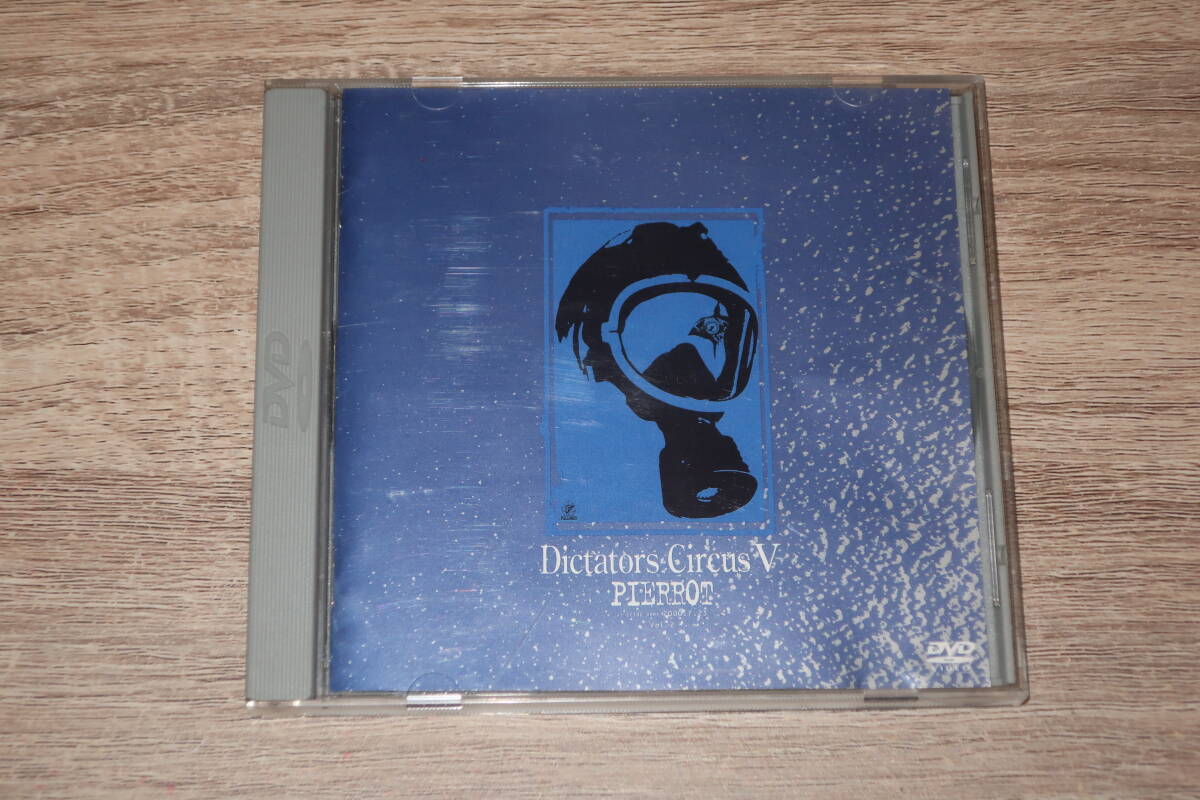 DVD
Dictators Circus V
PIERROT
DVD